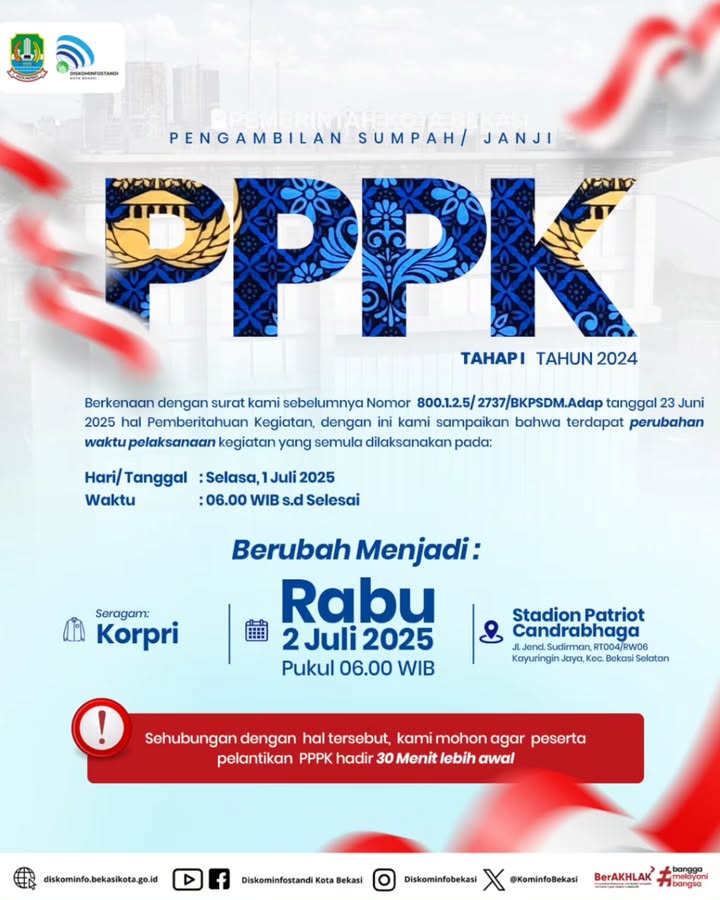 KOTA BEKASI
DISKOMINFOSTANDI
KOTA BEKASI
PEMERINTAH KOTA BEKASI
PENGAMBILAN SUMPAH/ JANJI
PPPK
TAHAP I TAHUN 2024
Berkenaan dengan surat kami sebelumnya Nomor 800.1.2.5/ 2737/BKPSDM.Adap tanggal 23 Juni
2025 hal Pemberitahuan Kegiatan, dengan ini kami sampaikan bahwa terdapat perubahan
waktu pelaksanaan kegiatan yang semula dilaksanakan pada:
Hari/ Tanggal : Selasa, 1 Juli 2025
Waktu : 06.00 WIB s.d Selesai
Berubah Menjadi :
Seragam:
Korpri
Rabu
2 Juli 2025
Pukul 06.00 WIB
Stadion Patriot
Candrabhaga
Jl. Jend. Sudirman, RT004/RW06
Kayuringin Jaya, Kec. Bekasi Selatan
Sehubungan dengan hal tersebut, kami mohon agar peserta
pelantikan PPPK hadir 30 Menit lebih awal
diskominfo.bekasikota.go.id
Diskominfostandi Kota Bekasi
Diskominfobekasi
@KominfoBekasi
BerAKHLAK
#bangga
melayani
bangsa